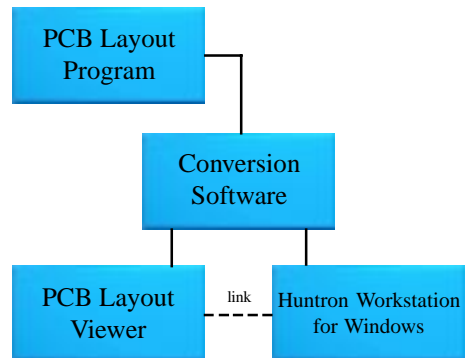 PCB Layout
Program
Conversion
Software
PCB Layout
Viewer
link
Huntron Workstation
for Windows